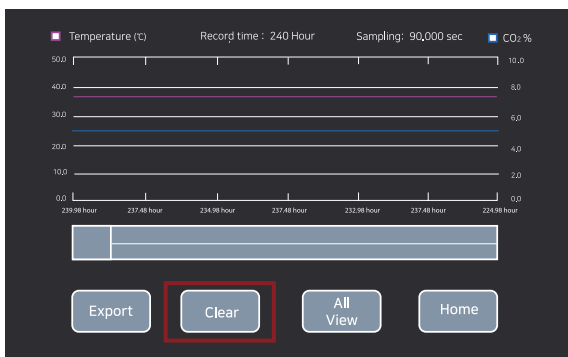 Temperature (℃) Record time : 240 Hour Sampling: 90,000 sec CO₂ %
50.0 10.0
40.0 8.0
30.0 6.0
20.0 4.0
10.0 2.0
0.0 0.0
239.98 hour 237.48 hour 234.98 hour 237.48 hour 232.98 hour 237.48 hour 224.98 hour
Export Clear All View Home